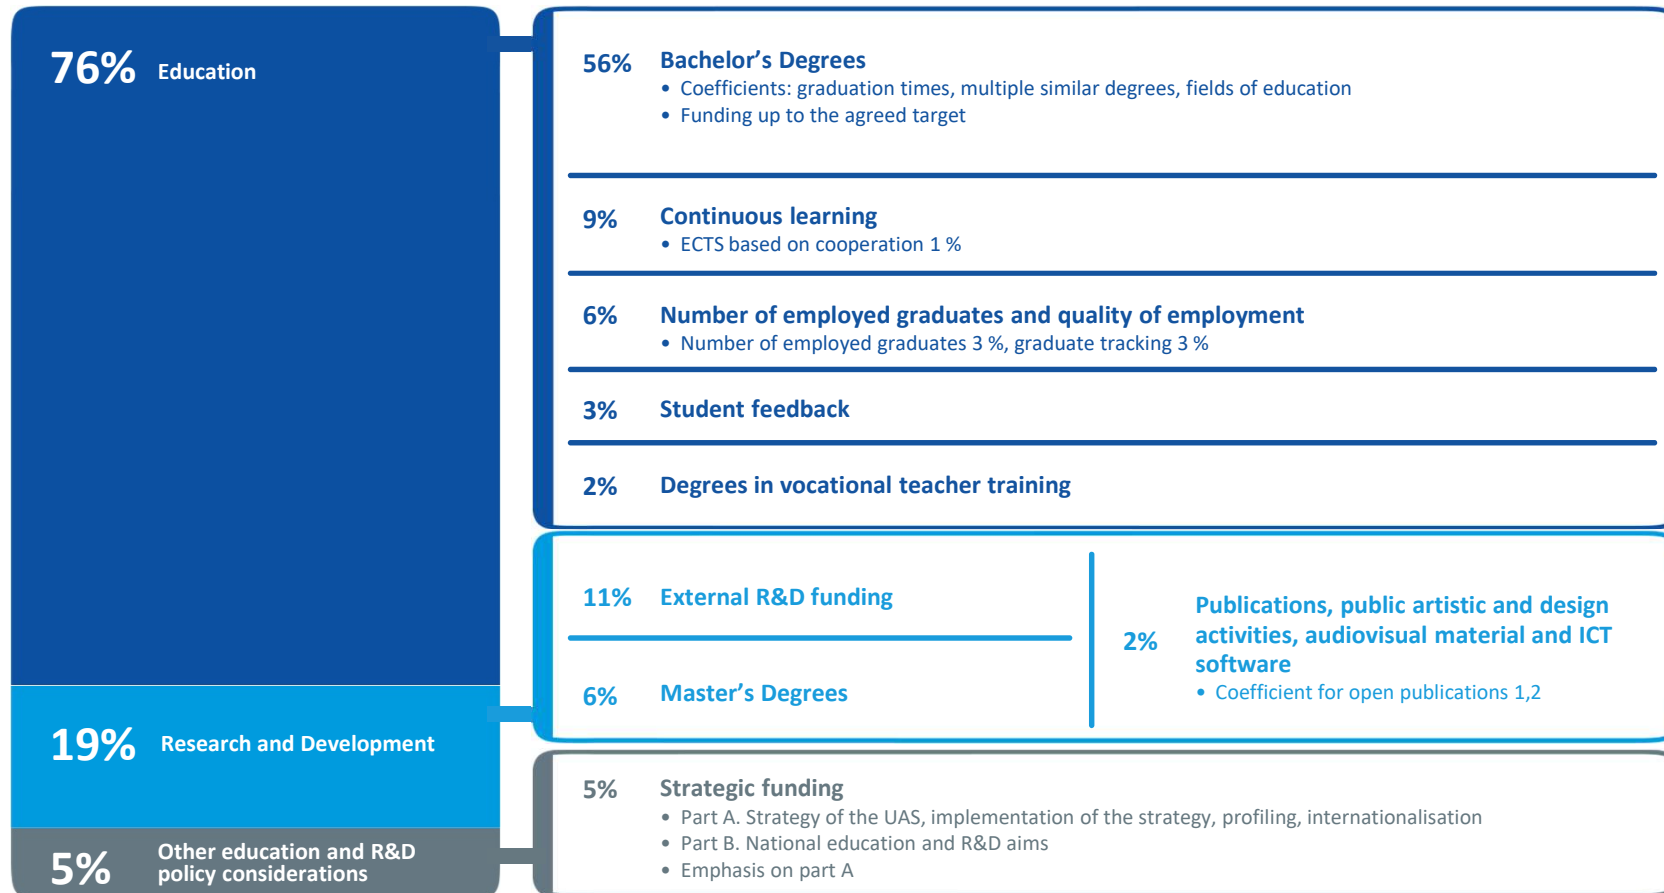 76% Education
56% Bachelor’s Degrees
• Coefficients: graduation times, multiple similar degrees, fields of education
• Funding up to the agreed target
9% Continuous learning
• ECTS based on cooperation 1 %
6% Number of employed graduates and quality of employment
• Number of employed graduates 3 %, graduate tracking 3 %
3% Student feedback
2% Degrees in vocational teacher training
19% Research and Development
11% External R&D funding
6% Master’s Degrees
2%
Publications, public artistic and design
activities, audiovisual material and ICT
software
• Coefficient for open publications 1,2
5%
Other education and R&D
policy considerations
5% Strategic funding
• Part A. Strategy of the UAS, implementation of the strategy, profiling, internationalisation
• Part B. National education and R&D aims
• Emphasis on part A